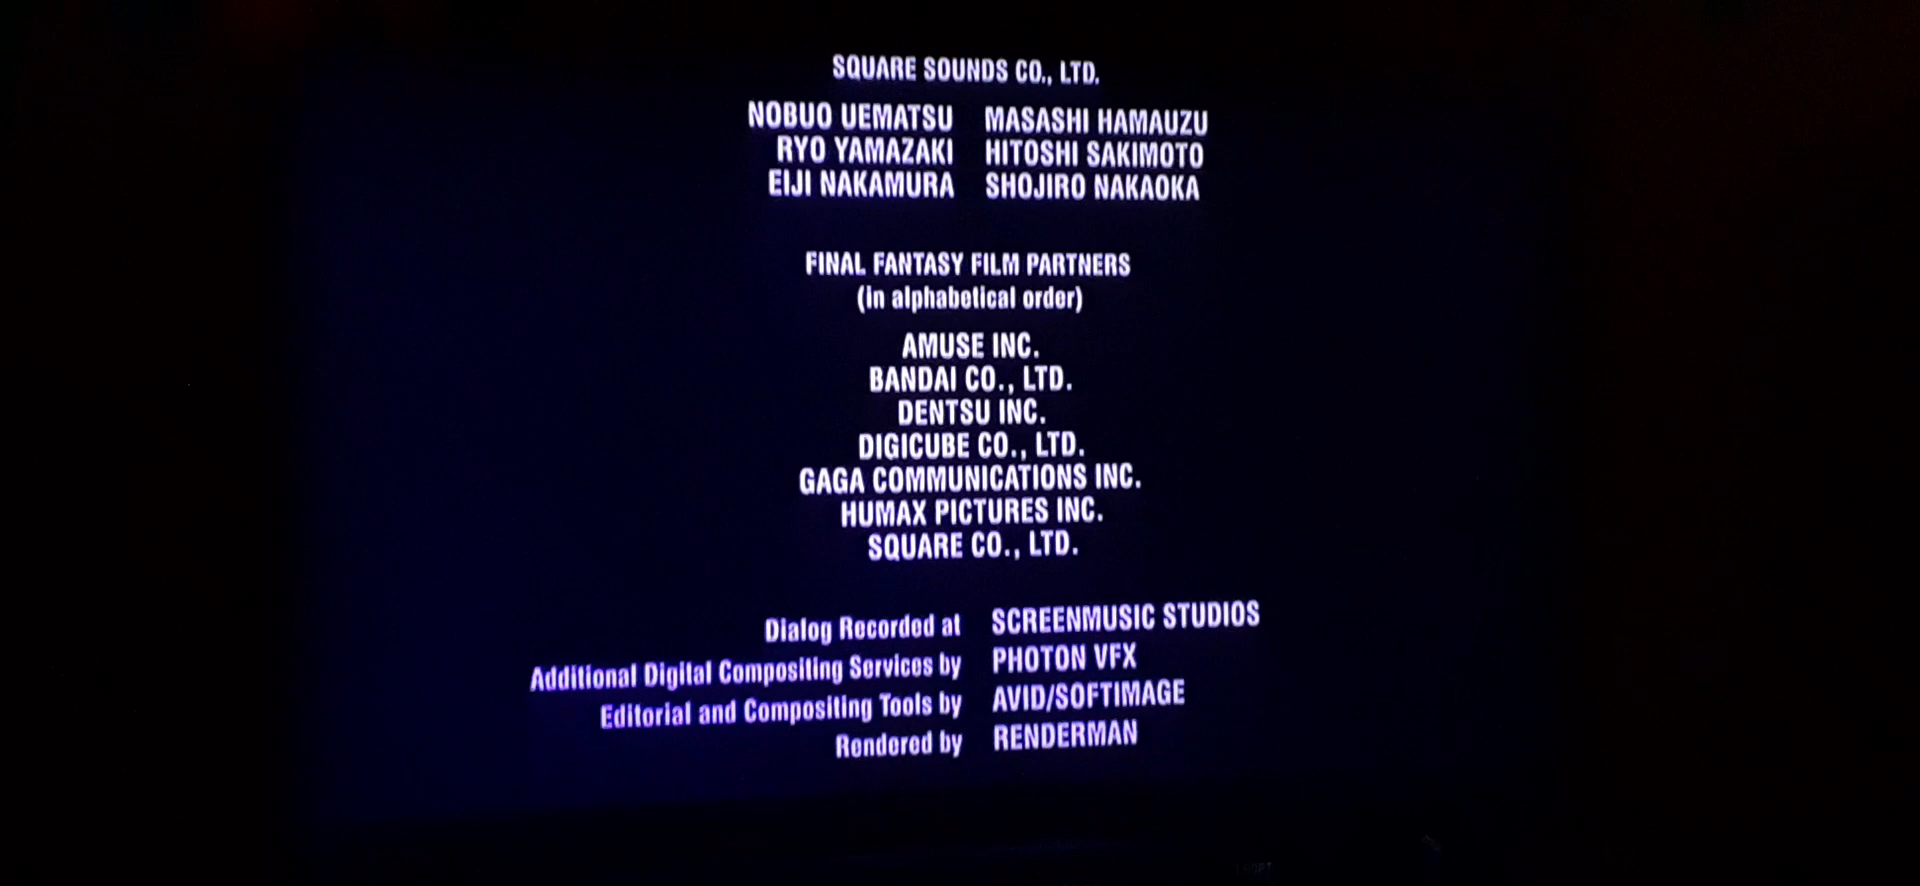 SQUARE SOUNDS CO., LTD.
NOBUO UEMATSU MASASHI HAMAUZU
RYO YAMAZAKI HITOSHI SAKIMOTO
EIJI NAKAMURA SHOJIRO NAKAOKA
FINAL FANTASY FILM PARTNERS
(in alphabetical order)
AMUSE INC.
BANDAI CO., LTD.
DENTSU INC.
DIGICUBE CO., LTD.
GAGA COMMUNICATIONS INC.
HUMAX PICTURES INC.
SQUARE CO., LTD.
Dialog Recorded at SCREENMUSIC STUDIOS
Additional Digital Compositing Services by PHOTON VFX
Editorial and Compositing Tools by AVID/SOFTIMAGE
Rendered by RENDERMAN